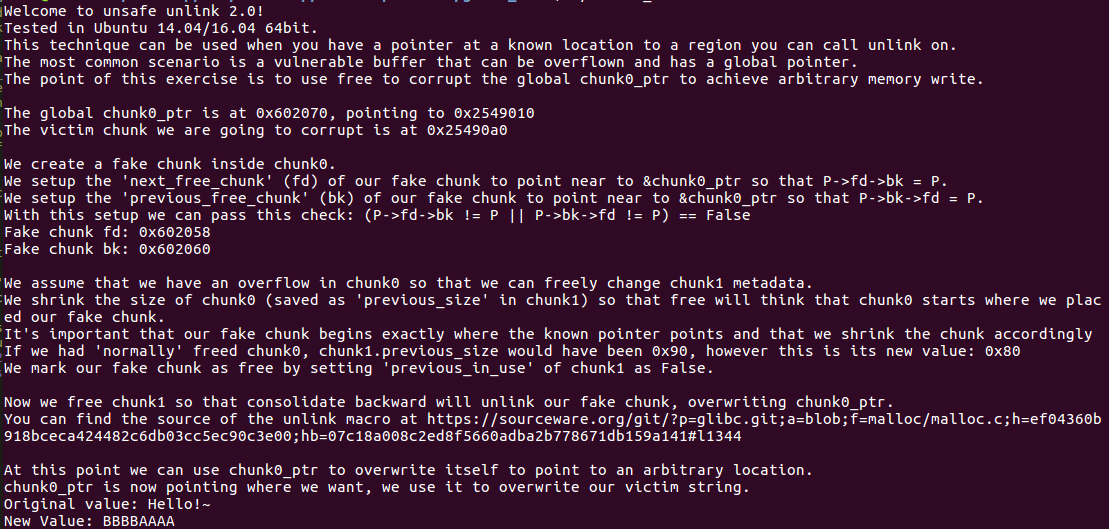 Welcome to unsafe unlink 2.0!
Tested in Ubuntu 14.04/16.04 64bit.
This technique can be used when you have a pointer at a known location to a region you can call unlink on.
The most common scenario is a vulnerable buffer that can be overflown and has a global pointer.
The point of this exercise is to use free to corrupt the global chunk0_ptr to achieve arbitrary memory write.
The global chunk0_ptr is at 0x602070, pointing to 0x2549010
The victim chunk we are going to corrupt is at 0x25490a0
We create a fake chunk inside chunk0.
We setup the 'next_free_chunk' (fd) of our fake chunk to point near to &chunk0_ptr so that P->fd->bk = P.
We setup the 'previous_free_chunk' (bk) of our fake chunk to point near to &chunk0_ptr so that P->bk->fd = P.
With this setup we can pass this check: (P->fd->bk != P || P->bk->fd != P) == False
Fake chunk fd: 0x602058
Fake chunk bk: 0x602060
We assume that we have an overflow in chunk0 so that we can freely change chunk1 metadata.
We shrink the size of chunk0 (saved as 'previous_size' in chunk1) so that free will think that chunk0 starts where we plac
ed our fake chunk.
It's important that our fake chunk begins exactly where the known pointer points and that we shrink the chunk accordingly
If we had 'normally' freed chunk0, chunk1.previous_size would have been 0x90, however this is its new value: 0x80
We mark our fake chunk as free by setting 'previous_in_use' of chunk1 as False.
Now we free chunk1 so that consolidate backward will unlink our fake chunk, overwriting chunk0_ptr.
You can find the source of the unlink macro at https://sourceware.org/git/?p=glibc.git;a=blob;f=malloc/malloc.c;h=ef04360b
918bceca424482c6db03cc5ec90c3e00;hb=07c18a008c2ed8f5660adba2b778671db159a141#l1344
At this point we can use chunk0_ptr to overwrite itself to point to an arbitrary location.
chunk0_ptr is now pointing where we want, we use it to overwrite our victim string.
Original value: Hello!~
New Value: BBBBAAAA